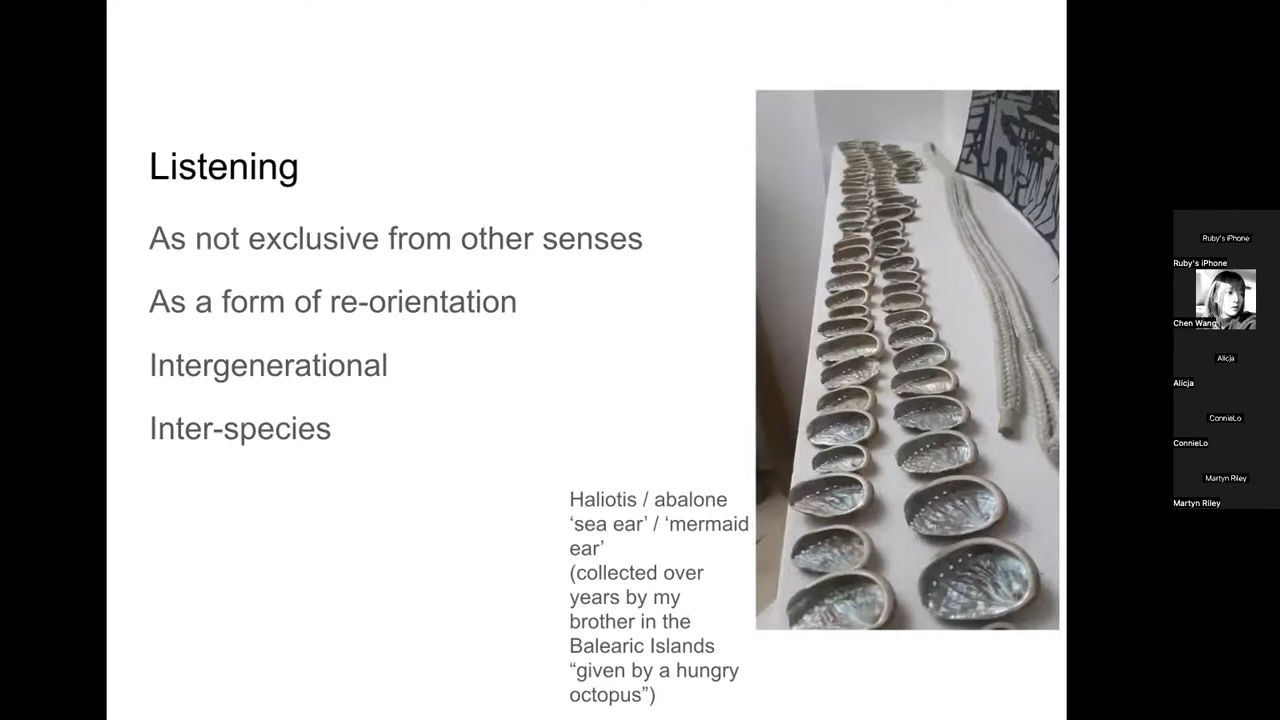 Listening
As not exclusive from other senses
As a form of re-orientation
Intergenerational
Inter-species
Haliotis / abalone
‘sea ear’ / ‘mermaid
ear’
(collected over
years by my
brother in the
Balearic Islands
“given by a hungry
octopus”)
Ruby's iPhone
Ruby's iPhone
Chen Wang
Alicja
Alicja
ConnieLo
ConnieLo
Martyn Riley
Martyn Riley